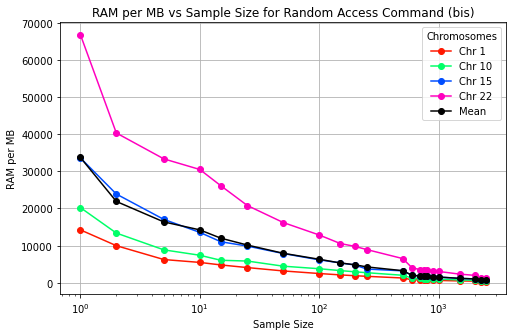 RAM per MB vs Sample Size for Random Access Command (bis)
70000
60000
50000
40000
30000
20000
10000
0
RAM per MB
Chromosomes
Chr 1
Chr 10
Chr 15
Chr 22
Mean
10⁰
10¹
10²
10³
Sample Size